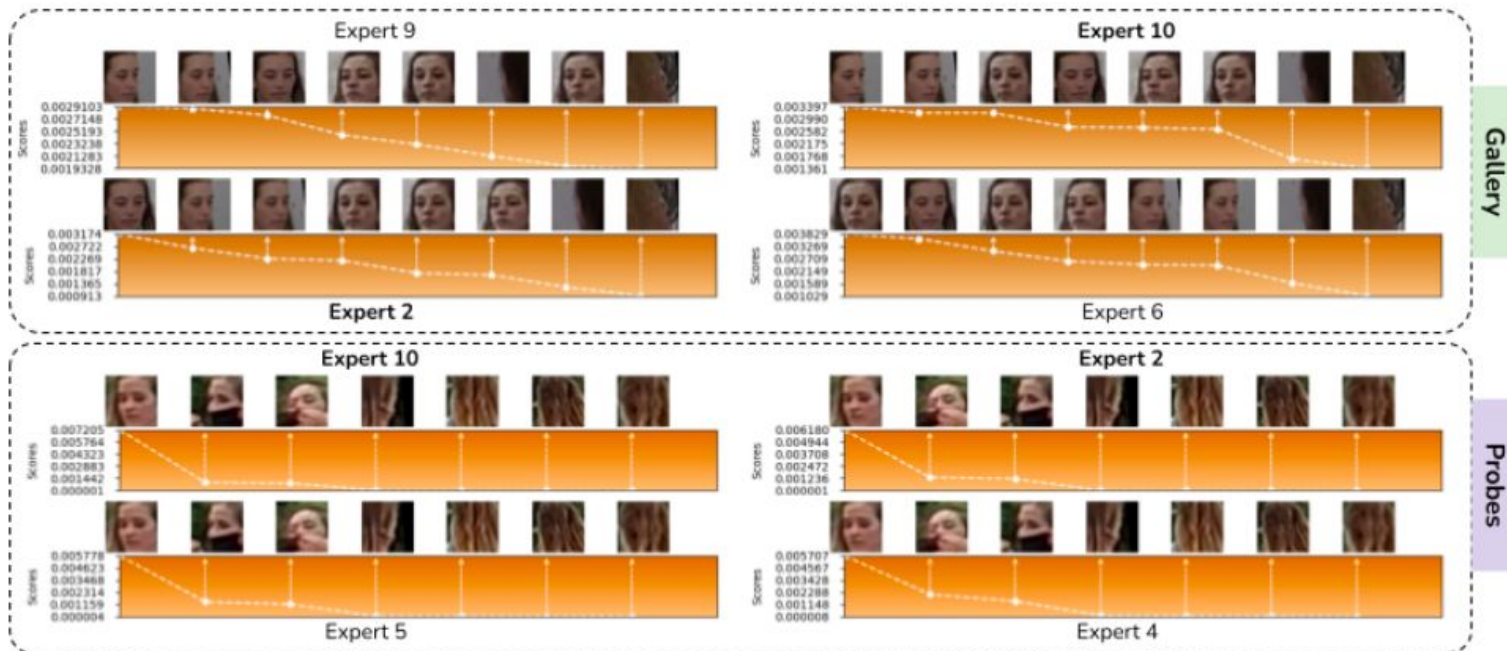 Expert 9
Scores
0.0029103
0.0027148
0.0025193
0.0023238
0.0021283
0.0019328
Scores
0.003174
0.002722
0.002269
0.001817
0.001365
0.000913
Expert 2
Expert 10
Scores
0.003397
0.002990
0.002582
0.002175
0.001768
0.001361
Scores
0.003829
0.003269
0.002709
0.002149
0.001589
0.001029
Expert 6
Gallery
Expert 10
Scores
0.007205
0.005764
0.004323
0.002883
0.001442
0.000001
Scores
0.005778
0.004623
0.003468
0.002314
0.001159
0.000004
Expert 5
Expert 2
Scores
0.006180
0.004944
0.003708
0.002472
0.001236
0.000001
Scores
0.005707
0.004567
0.003428
0.002288
0.001148
0.000008
Expert 4
Probes